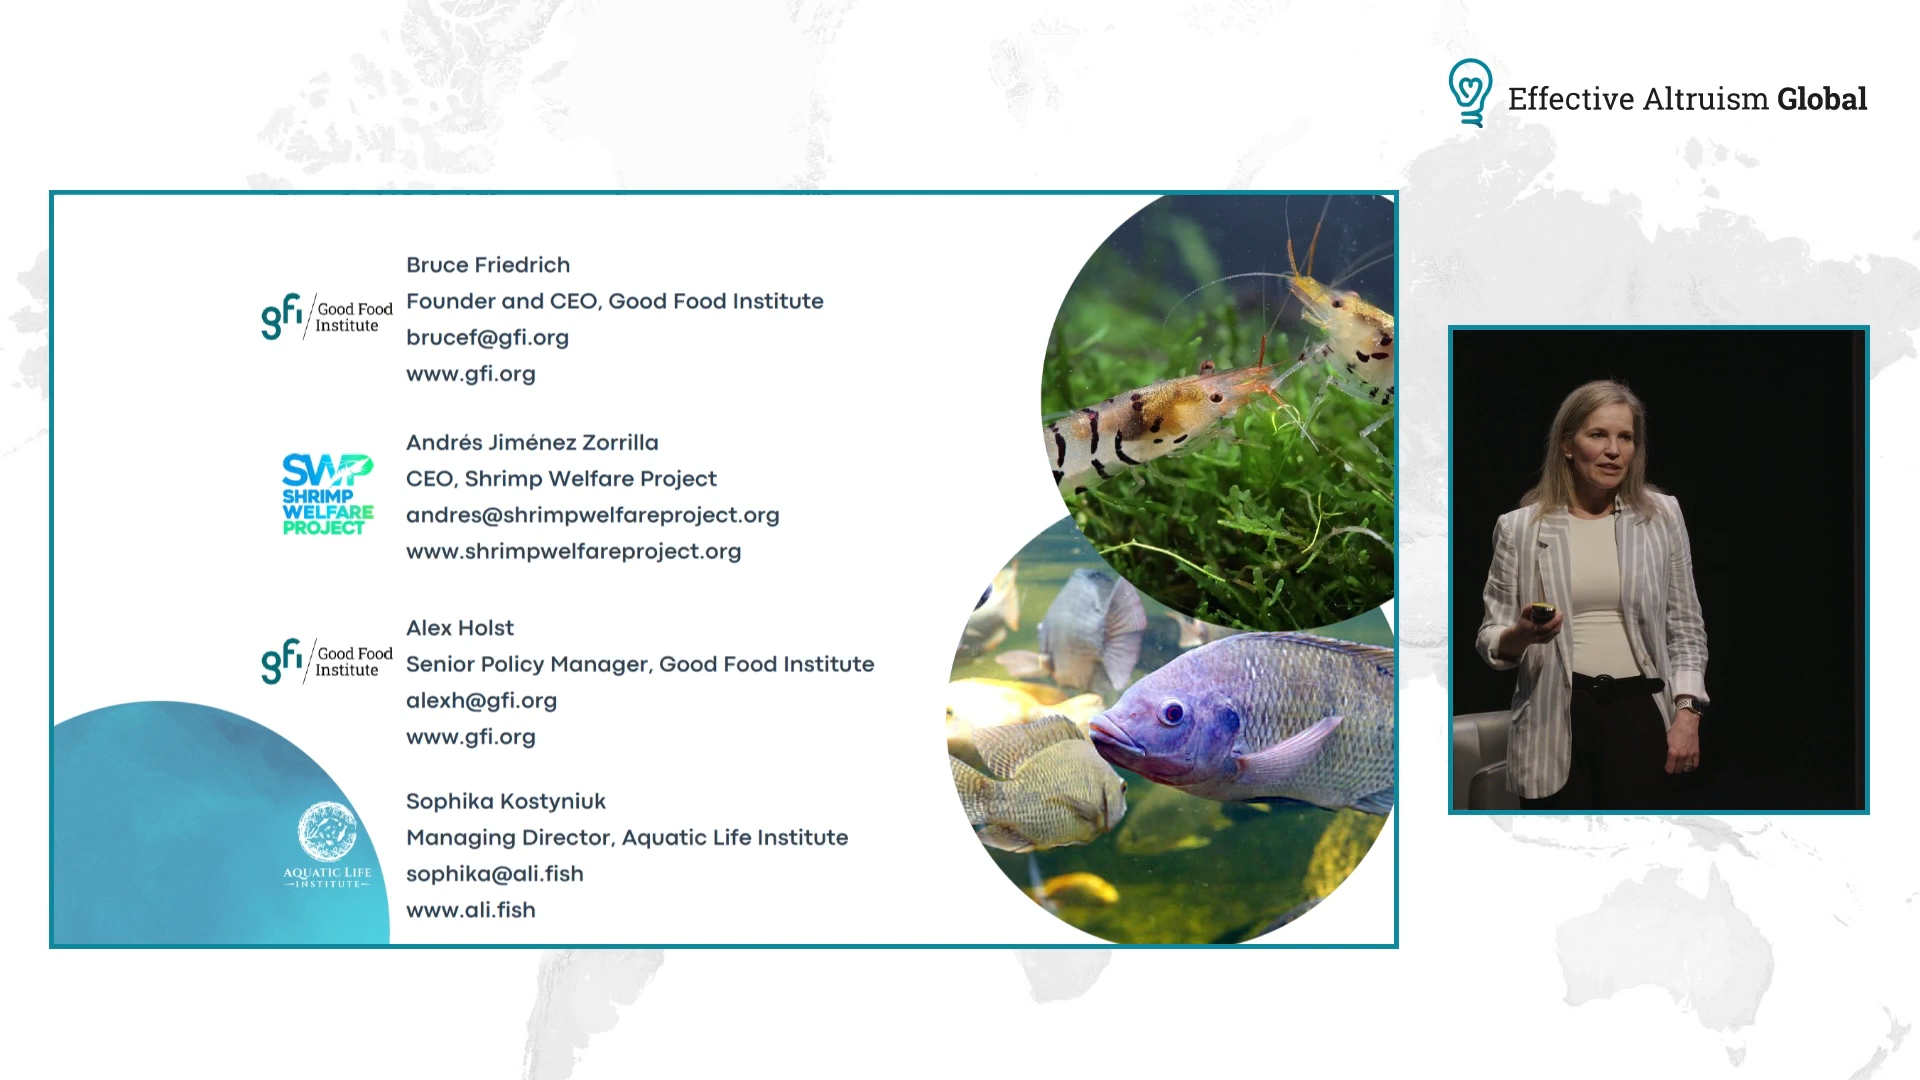 Effective Altruism Global
Bruce Friedrich
Founder and CEO, Good Food Institute
brucef@gfi.org
www.gfi.org
gfi / Good Food
Institute
Andrés Jiménez Zorrilla
CEO, Shrimp Welfare Project
andres@shrimpwelfareproject.org
www.shrimpwelfareproject.org
SWP
SHRIMP
WELFARE
PROJECT
Alex Holst
Senior Policy Manager, Good Food Institute
alexh@gfi.org
www.gfi.org
gfi / Good Food
Institute
Sophika Kostyniuk
Managing Director, Aquatic Life Institute
sophika@ali.fish
www.ali.fish
AQUATIC LIFE
INSTITUTE